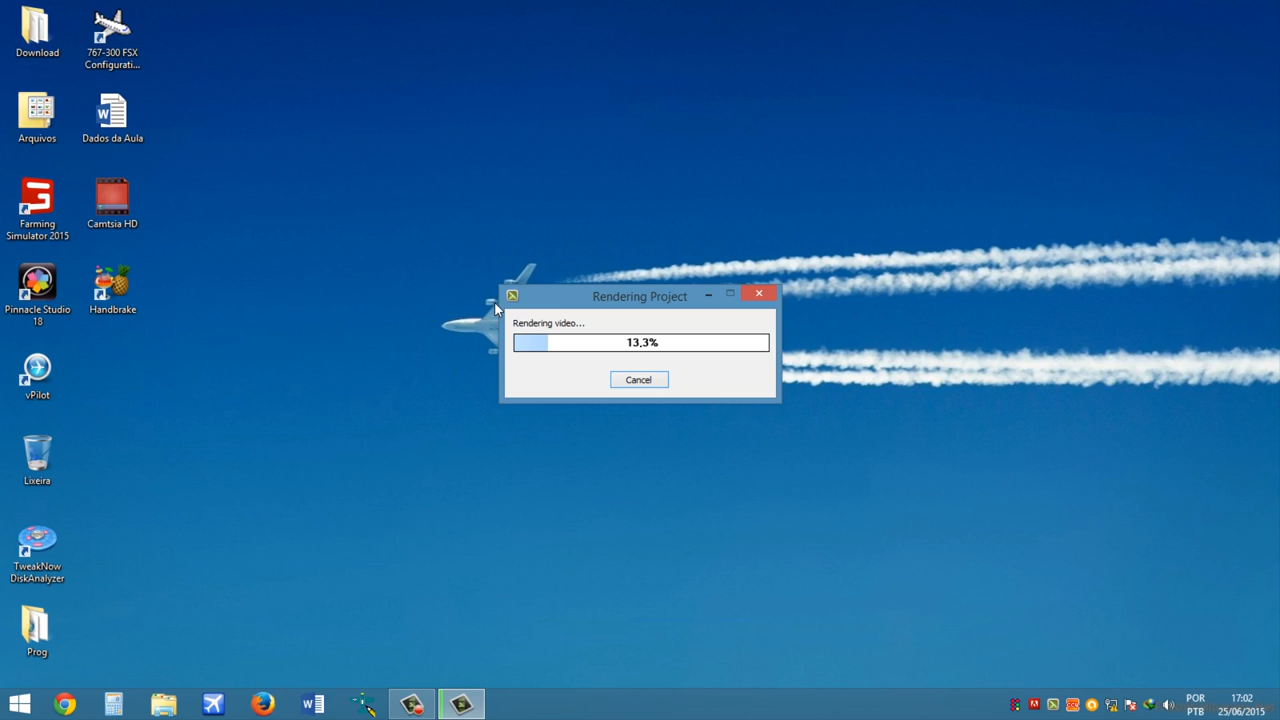 Download
767-300 FSX
Configurati...
Arquivos
Dados da Aula
Farming
Simulator 2015
Camtsia HD
Pinnacle Studio
18
Handbrake
vPilot
Lixeira
TweakNow
DiskAnalyzer
Prog
Rendering Project
Rendering video...
13,3%
Cancel
POR
PTB
17:02
25/06/2015